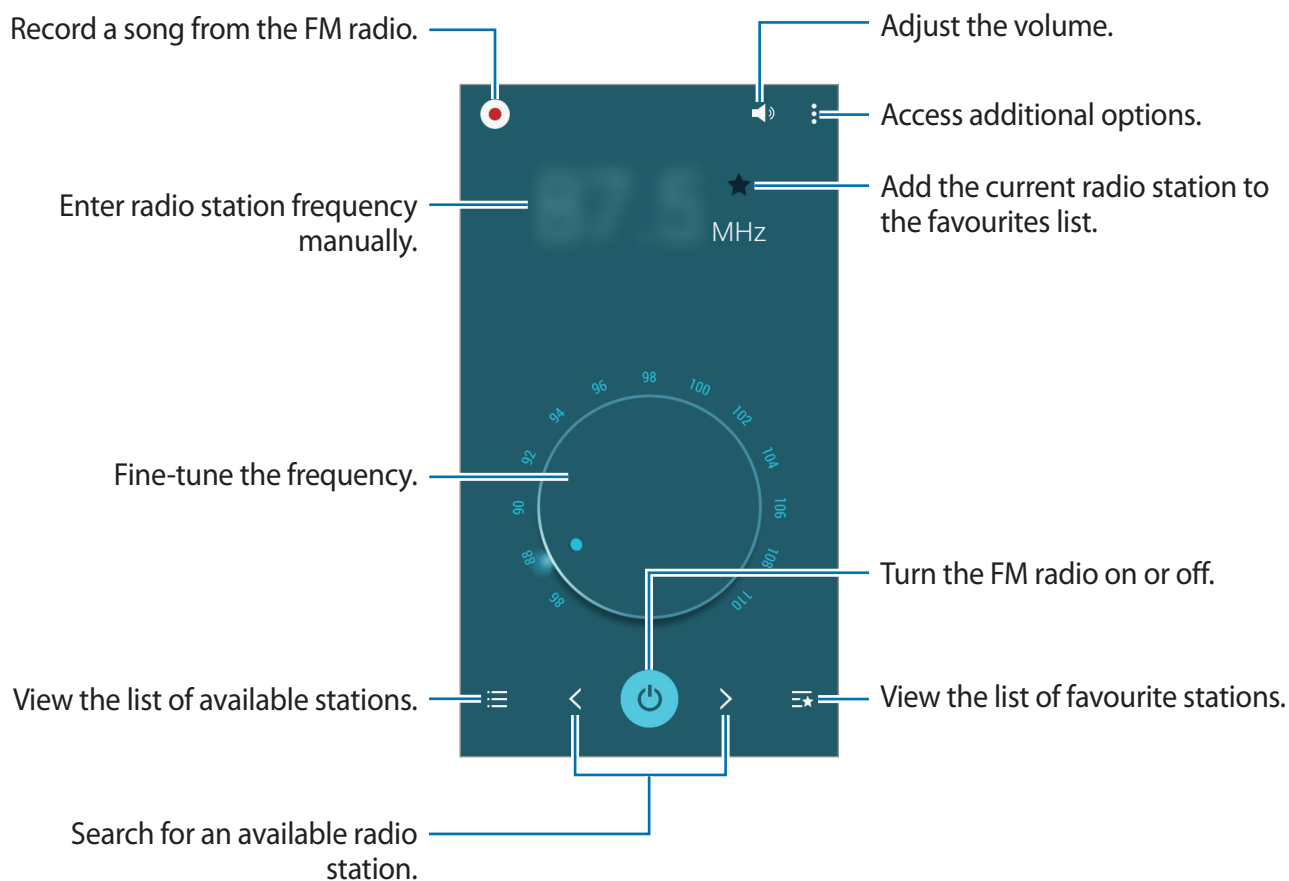 Record a song from the FM radio.
Adjust the volume.
Access additional options.
Enter radio station frequency
manually.
87.5
MHz
Add the current radio station to
the favourites list.
86
88
90
92
94
96
98
100
102
104
106
108
110
Fine-tune the frequency.
Turn the FM radio on or off.
View the list of available stations.
View the list of favourite stations.
Search for an available radio
station.